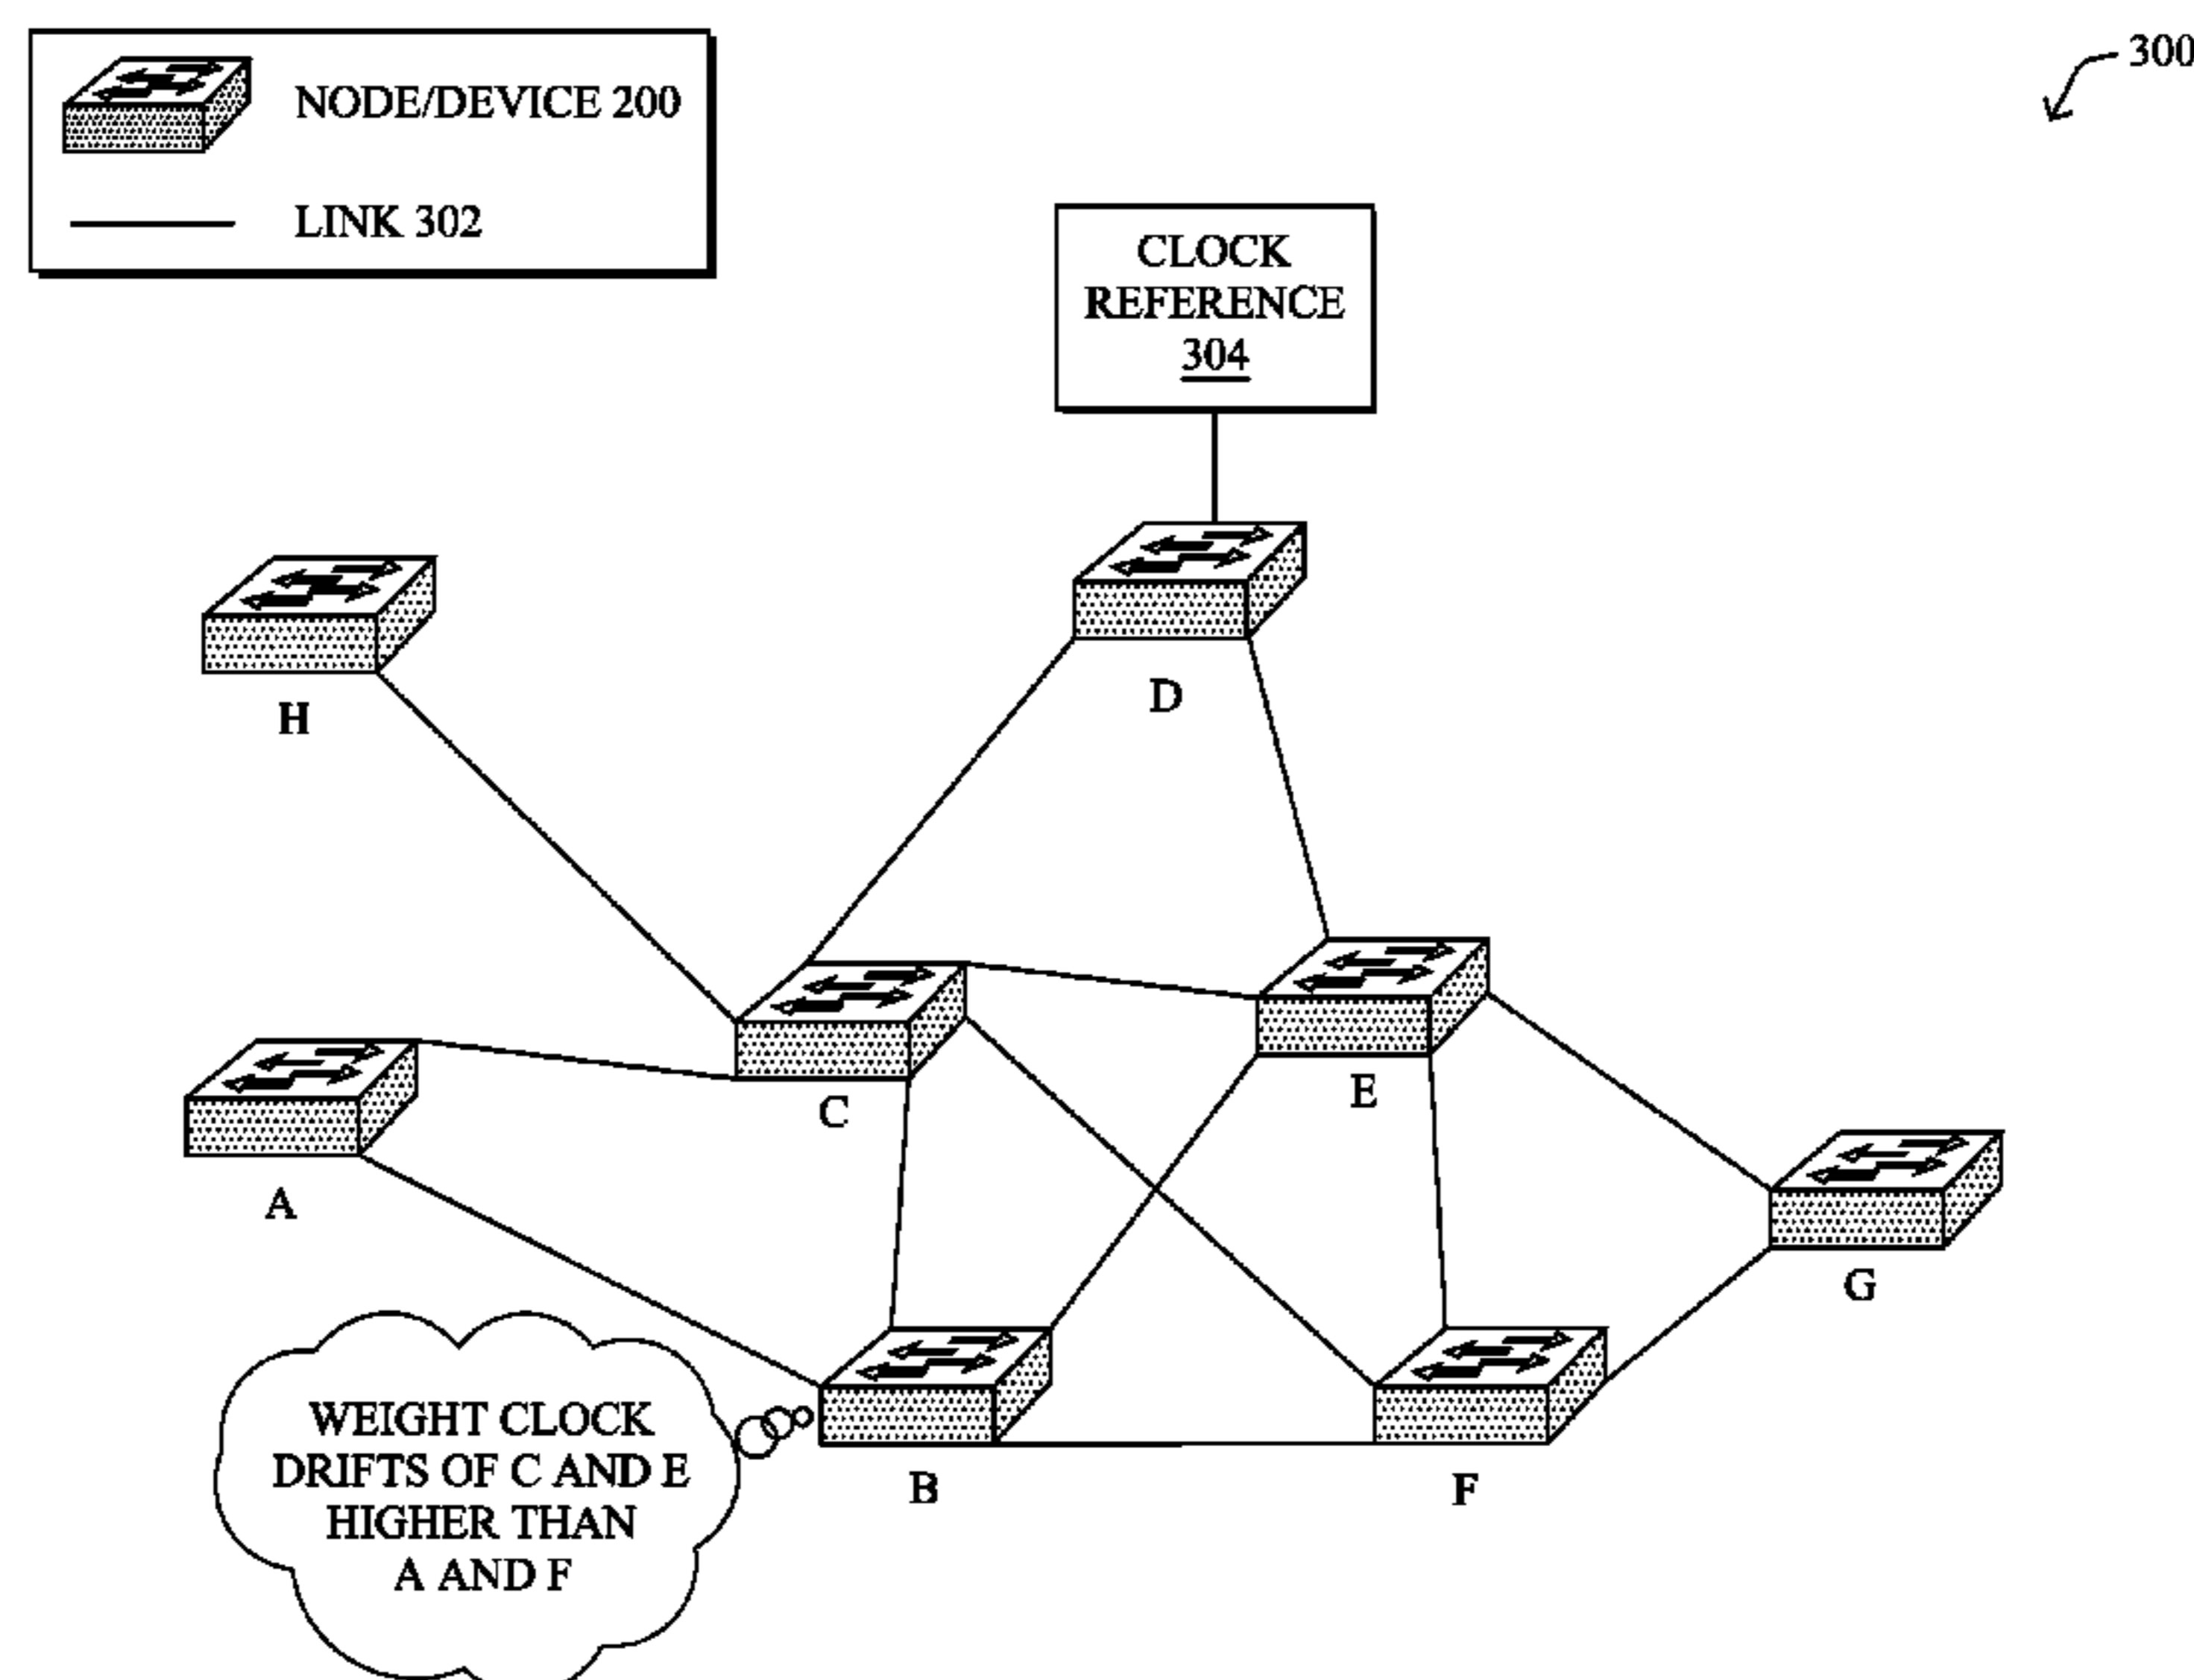 NODE/DEVICE 200
LINK 302
300
CLOCK
REFERENCE
304
H
D
C
E
A
G
B
F
WEIGHT CLOCK
DRIFTS OF C AND E
HIGHER THAN
A AND F